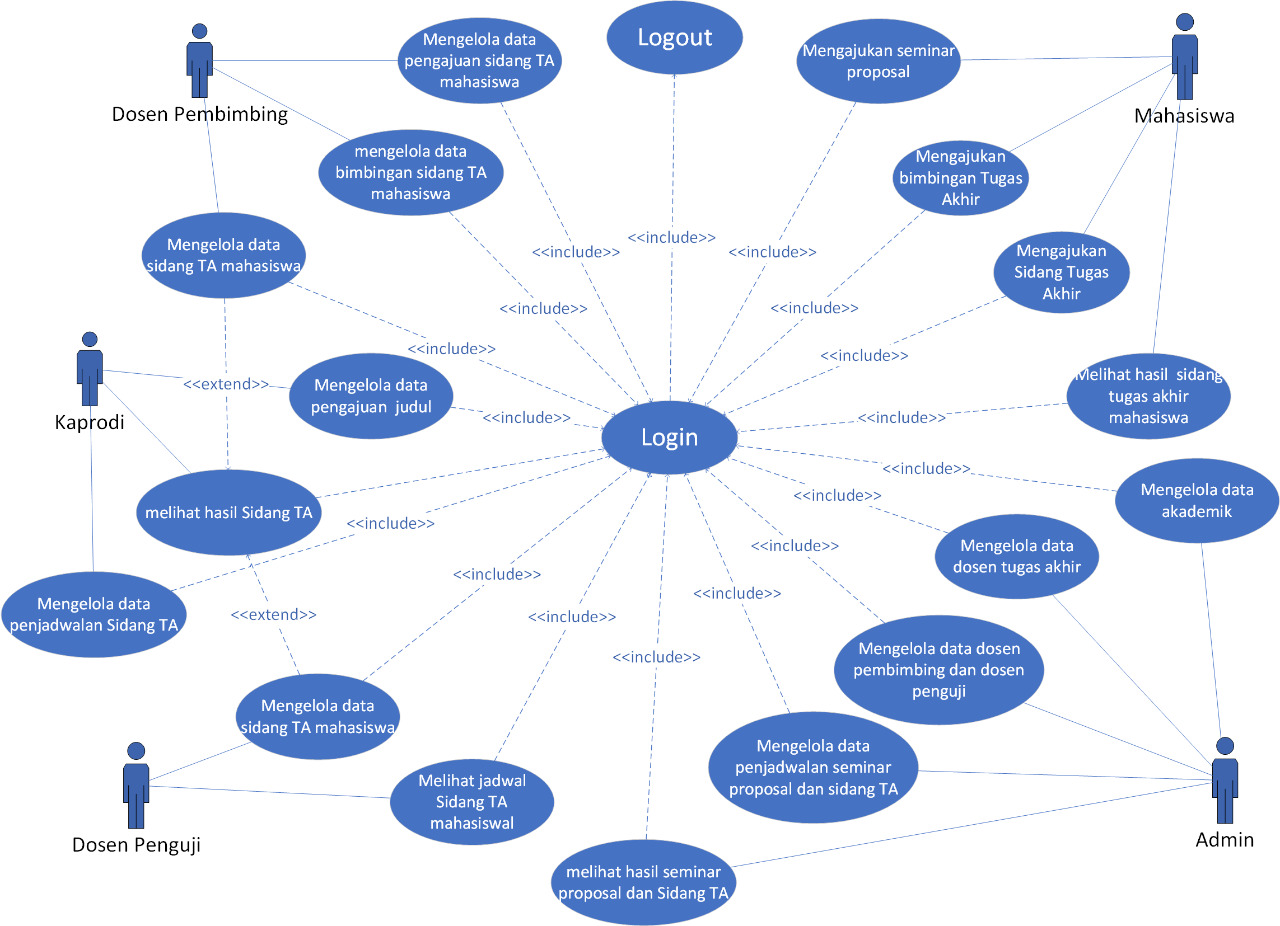 Mengelola data
pengajuan sidang TA
mahasiswa
Logout
Mengajukan seminar
proposal
Dosen Pembimbing
Mahasiswa
mengelola data
bimbingan sidang TA
mahasiswa
Mengajukan
bimbingan Tugas
Akhir
Mengelola data
sidang TA mahasiswa
<<include>>
<<include>>
<<include>>
Mengajukan
Sidang Tugas
Akhir
<<include>>
<<include>>
<<include>>
<<include>>
Kaprodi
<<extend>>
Mengelola data
pengajuan  judul
<<include>>
Login
<<include>>
Melihat hasil  sidang
tugas akhir
mahasiswa
<<include>>
melihat hasil Sidang TA
<<include>>
<<include>>
Mengelola data
akademik
<<include>>
Mengelola data
dosen tugas akhir
Mengelola data
penjadwalan Sidang TA
<<extend>>
<<include>>
<<include>>
<<include>>
<<include>>
Mengelola data dosen
pembimbing dan dosen
penguji
Mengelola data
sidang TA mahasiswa
Mengelola data
penjadwalan seminar
proposal dan sidang TA
Dosen Penguji
Melihat jadwal
Sidang TA
mahasiswal
Admin
melihat hasil seminar
proposal dan Sidang TA